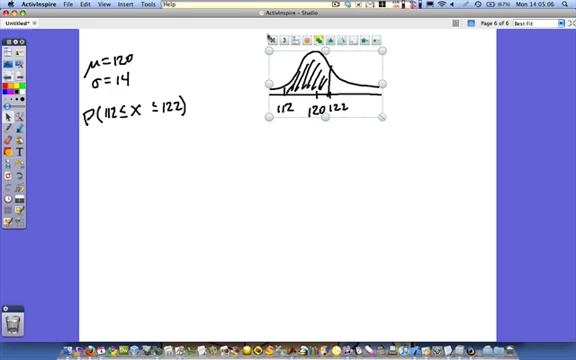 ActivInspire File Edit View Insert Tools Help Mon 14:05:06
ActivInspire - Studio
Untitled* Page 6 of 6 Best Fit
μ = 120
σ = 14
P(112 ≤ X ≤ 122)
112 120 122